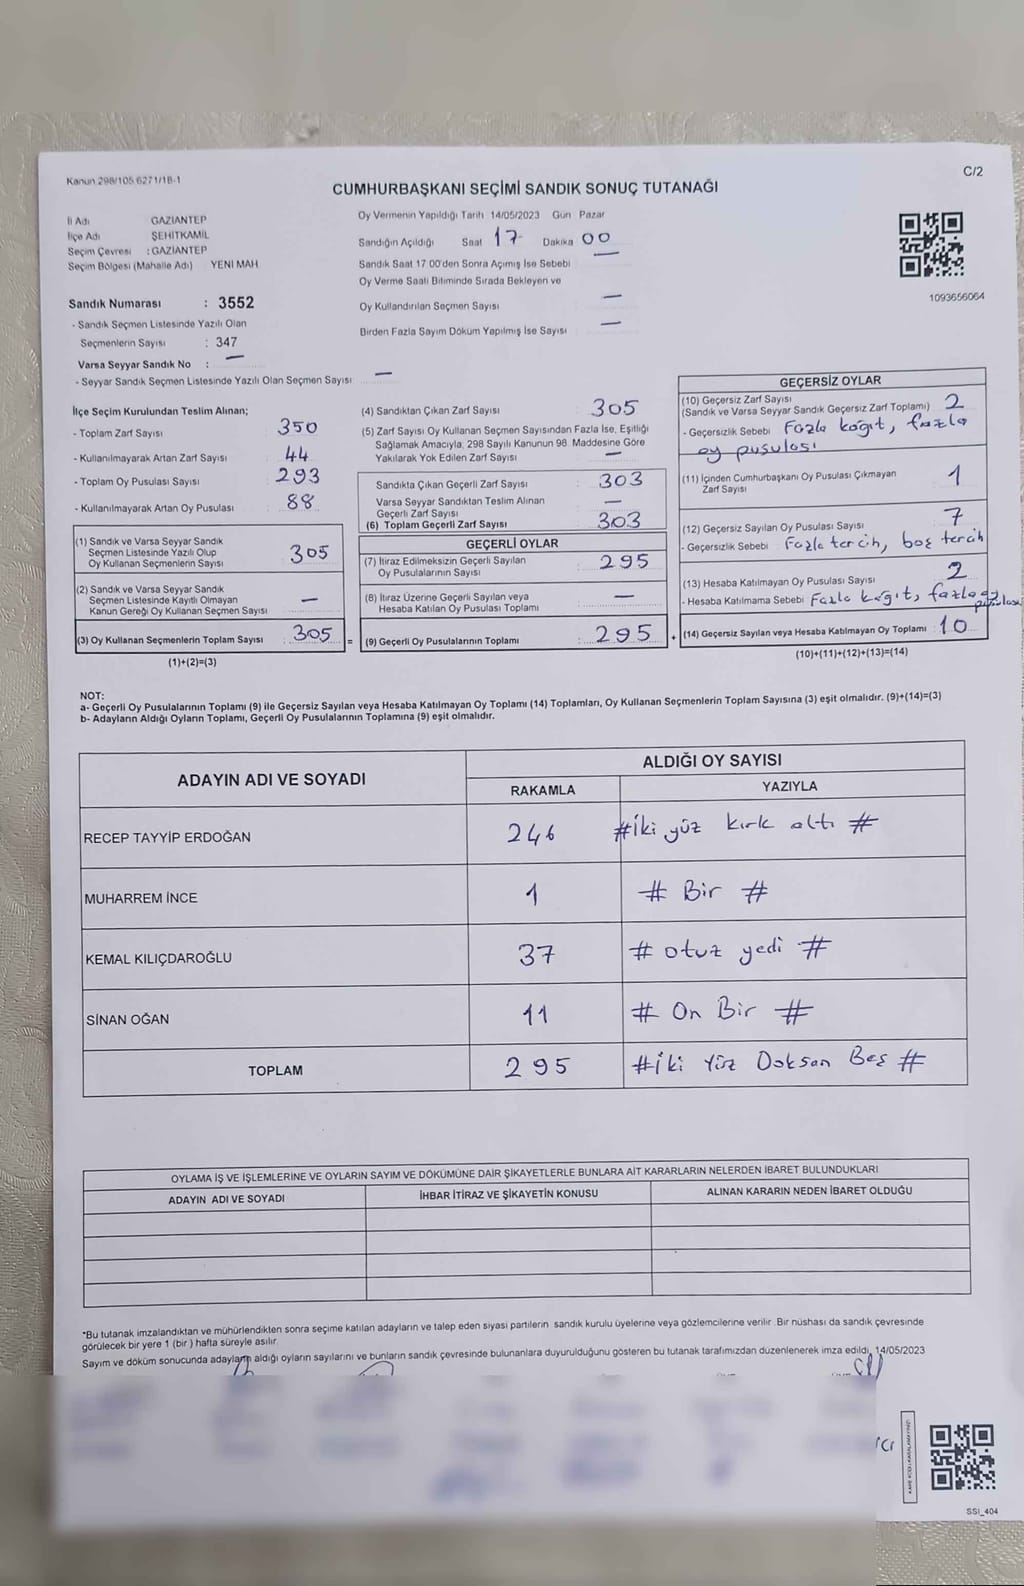 Kanun 298/105 6271/18-1
C/2
CUMHURBAŞKANI SEÇİMİ SANDIK SONUÇ TUTANAĞI
İl Adı GAZİANTEP
İlçe Adı ŞEHİTKAMİL
Seçim Çevresi : GAZİANTEP
Seçim Bölgesi (Mahalle Adı) YENİ MAH
Sandık Numarası : 3552
- Sandık Seçmen Listesinde Yazılı Olan
Seçmenlerin Sayısı : 347
Varsa Seyyar Sandık No : —
- Seyyar Sandık Seçmen Listesinde Yazılı Olan Seçmen Sayısı —
Oy Vermenin Yapıldığı Tarih 14/05/2023 Gün Pazar
Sandığın Açıldığı Saat 17 Dakika 00
Sandık Saat 17.00'den Sonra Açımış İse Sebebi —
Oy Verme Saati Bitiminde Sırada Bekleyen ve
Oy Kullandırılan Seçmen Sayısı —
Birden Fazla Sayım Döküm Yapılmış İse Sayısı —
1093656064
İlçe Seçim Kurulundan Teslim Alınan;
- Toplam Zarf Sayısı 350
- Kullanılmayarak Artan Zarf Sayısı 44
- Toplam Oy Pusulası Sayısı 293
- Kullanılmayarak Artan Oy Pusulası 88
(1) Sandık ve Varsa Seyyar Sandık
Seçmen Listesinde Yazılı Olup
Oy Kullanan Seçmenlerin Sayısı 305
(2) Sandık ve Varsa Seyyar Sandık
Seçmen Listesinde Kayıtlı Olmayan
Kanun Gereği Oy Kullanan Seçmen Sayısı —
(3) Oy Kullanan Seçmenlerin Toplam Sayısı 305 =
(1)+(2)=(3)
(4) Sandıktan Çıkan Zarf Sayısı : 305
(5) Zarf Sayısı Oy Kullanan Seçmen Sayısından Fazla İse, Eşitliği
Sağlamak Amacıyla, 298 Sayılı Kanunun 98. Maddesine Göre
Yakılarak Yok Edilen Zarf Sayısı —
Sandıkta Çıkan Geçerli Zarf Sayısı : 303
Varsa Seyyar Sandıktan Teslim Alınan
Geçerli Zarf Sayısı —
(6) Toplam Geçerli Zarf Sayısı : 303
GEÇERLİ OYLAR
(7) İtiraz Edilmeksizin Geçerli Sayılan
Oy Pusulalarının Sayısı : 295
(8) İtiraz Üzerine Geçerli Sayılan veya
Hesaba Katılan Oy Pusulası Toplamı : —
(9) Geçerli Oy Pusulalarının Toplamı : 295 +
GEÇERSİZ OYLAR
(10) Geçersiz Zarf Sayısı
(Sandık ve Varsa Seyyar Sandık Geçersiz Zarf Toplamı) : 2
- Geçersizlik Sebebi Fazla kağıt, fazla
oy pusulası
(11) İçinden Cumhurbaşkanı Oy Pusulası Çıkmayan
Zarf Sayısı 1
(12) Geçersiz Sayılan Oy Pusulası Sayısı : 7
- Geçersizlik Sebebi Fazla tercih, boş tercih
(13) Hesaba Katılmayan Oy Pusulası Sayısı : 2
- Hesaba Katılmama Sebebi Fazla kağıt, fazla oy
pusulası
(14) Geçersiz Sayılan veya Hesaba Katılmayan Oy Toplamı : 10
(10)+(11)+(12)+(13)=(14)
NOT:
a- Geçerli Oy Pusulalarının Toplamı (9) ile Geçersiz Sayılan veya Hesaba Katılmayan Oy Toplamı (14) Toplamları, Oy Kullanan Seçmenlerin Toplam Sayısına (3) eşit olmalıdır. (9)+(14)=(3)
b- Adayların Aldığı Oyların Toplamı, Geçerli Oy Pusulalarının Toplamına (9) eşit olmalıdır.
ADAYIN ADI VE SOYADI
ALDIĞI OY SAYISI
RAKAMLA YAZIYLA
RECEP TAYYİP ERDOĞAN 246 #İki yüz kırk altı #
MUHARREM İNCE 1 # Bir #
KEMAL KILIÇDAROĞLU 37 # otuz yedi #
SİNAN OĞAN 11 # On Bir #
TOPLAM 295 #İki Yüz Doksan Beş #
OYLAMA İŞ VE İŞLEMLERİNE VE OYLARIN SAYIM VE DÖKÜMÜNE DAİR ŞİKAYETLERLE BUNLARA AİT KARARLARIN NELERDEN İBARET BULUNDUKLARI
ADAYIN ADI VE SOYADI İHBAR İTİRAZ VE ŞİKAYETİN KONUSU ALINAN KARARIN NEDEN İBARET OLDUĞU
*Bu tutanak imzalandıktan ve mühürlendikten sonra seçime katılan adayların ve talep eden siyasi partilerin sandık kurulu üyelerine veya gözlemcilerine verilir. Bir nüshası da sandık çevresinde
görülecek bir yere 1 (bir) hafta süreyle asılır.
Sayım ve döküm sonucunda adayların aldığı oyların sayılarını ve bunların sandık çevresinde bulunanlara duyurulduğunu gösteren bu tutanak tarafımızdan düzenlenerek imza edildi. 14/05/2023
SSI_404